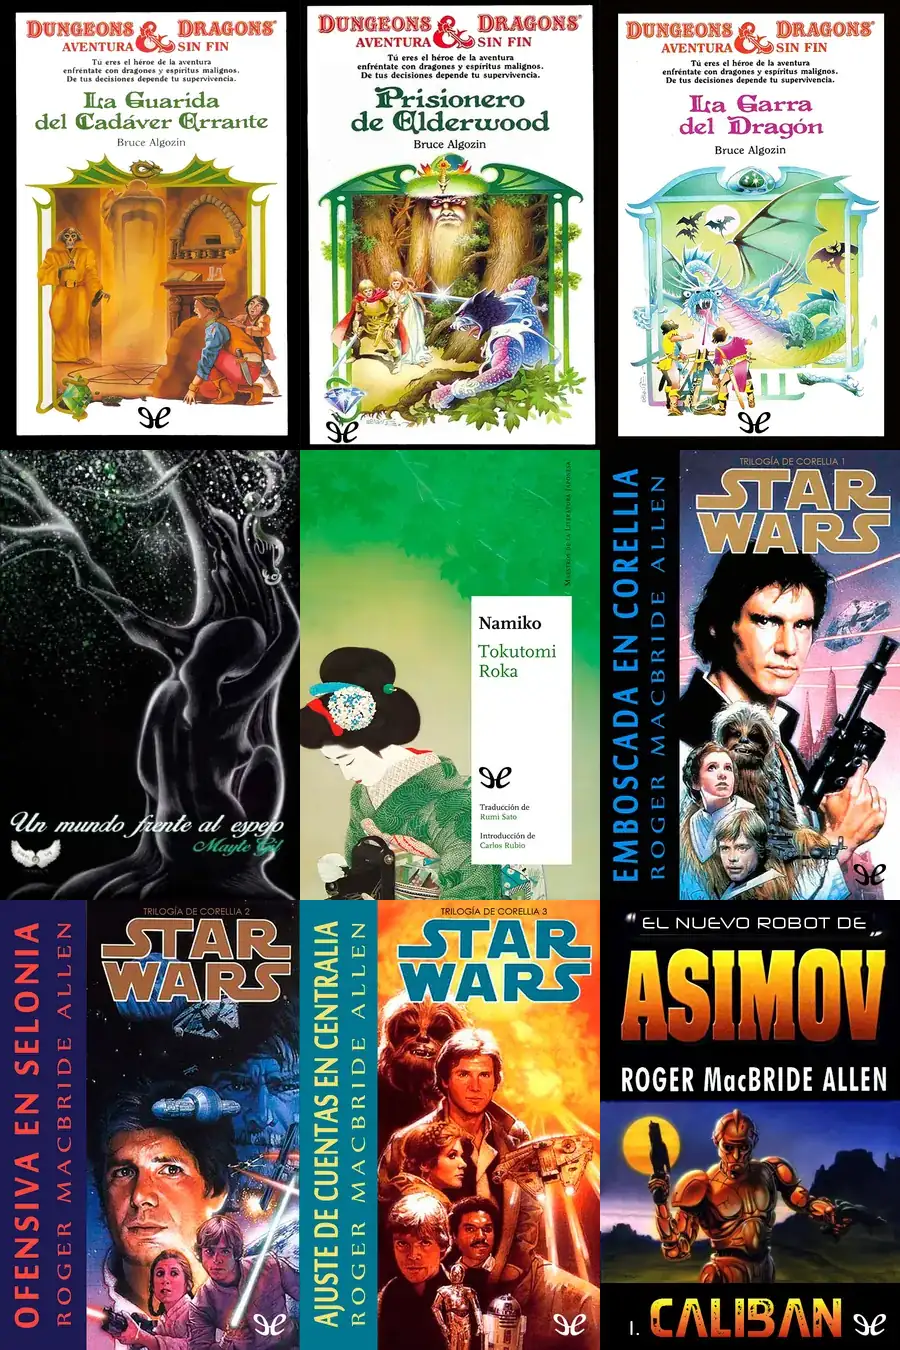 DUNGEONS & DRAGONS®
AVENTURA SIN FIN
Tú eres el héroe de la aventura
enfréntate con dragones y espíritus malignos.
De tus decisiones depende tu supervivencia.
La Guarida
del Cadáver Errante
Bruce Algozin
DUNGEONS & DRAGONS®
AVENTURA SIN FIN
Tú eres el héroe de la aventura
enfréntate con dragones y espíritus malignos.
De tus decisiones depende tu supervivencia.
Prisionero
de Elderwood
Bruce Algozin
DUNGEONS & DRAGONS®
AVENTURA SIN FIN
Tú eres el héroe de la aventura
enfréntate con dragones y espíritus malignos.
De tus decisiones depende tu supervivencia.
La Garra
del Dragón
Bruce Algozin
Un mundo frente al espejo
Mayte Gil
Maestros de la Literatura Japonesa
Namiko
Tokutomi
Roka
Traducción de
Rumi Sato
Introducción de
Carlos Rubio
EMBOSCADA EN CORELLIA
ROGER MACBRIDE ALLEN
TRILOGÍA DE CORELLIA 1
STAR
WARS
OFENSIVA EN SELONIA
ROGER MACBRIDE ALLEN
TRILOGÍA DE CORELLIA 2
STAR
WARS
AJUSTE DE CUENTAS EN CENTRALIA
ROGER MACBRIDE ALLEN
TRILOGÍA DE CORELLIA 3
STAR
WARS
"EL NUEVO ROBOT DE"
ASIMOV
ROGER MacBRIDE ALLEN
I. CALIBAN